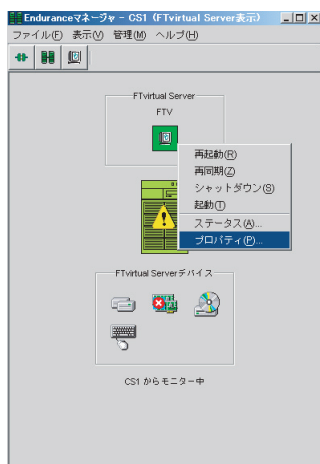 Enduranceマネージャ - CS1 (FTvirtual Server表示)
ファイル(F) 表示(V) 管理(M) ヘルプ(H)
FTvirtual Server
FTV
再起動(R)
再同期(Z)
シャットダウン(S)
起動(T)
ステータス(A)...
プロパティ(P)...
FTvirtual Serverデバイス
CS1 からモニター中